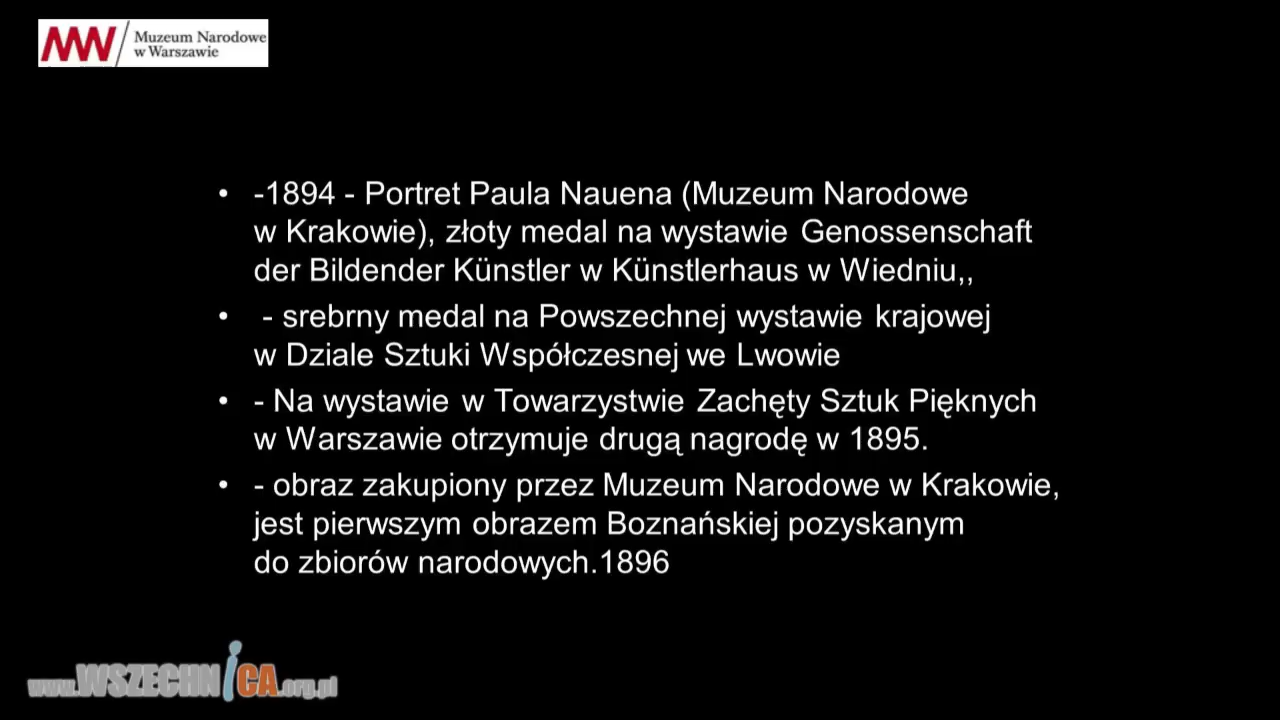 MW Muzeum Narodowe
w Warszawie
• -1894 - Portret Paula Nauena (Muzeum Narodowe
w Krakowie), złoty medal na wystawie Genossenschaft
der Bildender Künstler w Künstlerhaus w Wiedniu,,
• - srebrny medal na Powszechnej wystawie krajowej
w Dziale Sztuki Współczesnej we Lwowie
• - Na wystawie w Towarzystwie Zachęty Sztuk Pięknych
w Warszawie otrzymuje drugą nagrodę w 1895.
• - obraz zakupiony przez Muzeum Narodowe w Krakowie,
jest pierwszym obrazem Boznańskiej pozyskanym
do zbiorów narodowych.1896
www.WSZECHNiCA.org.pl